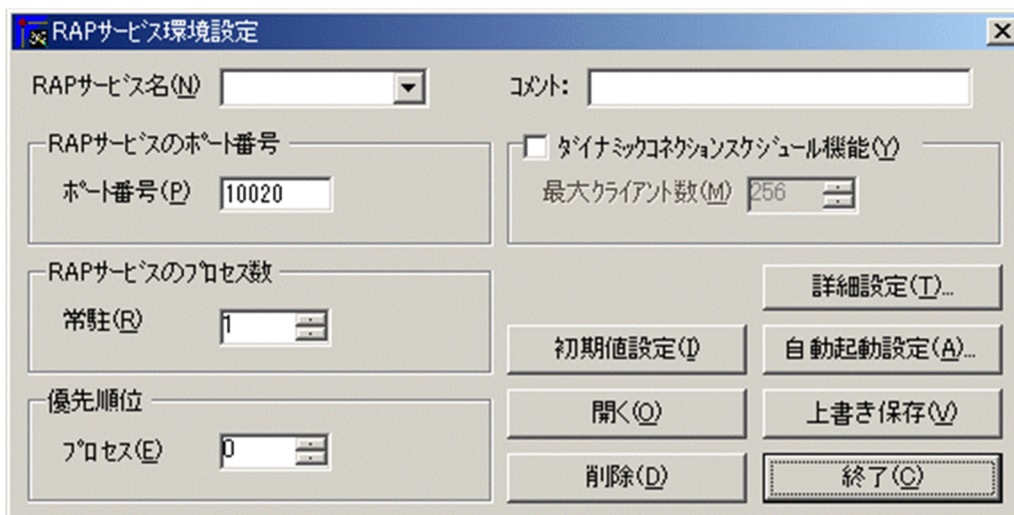 RAPサービス環境設定
RAPサービス名(N)
コメント:
RAPサービスのポート番号
ポート番号(P) 10020
ダイナミックコネクションスケジュール機能(Y)
最大クライアント数(M) 256
RAPサービスのプロセス数
常駐(R) 1
優先順位
プロセス(E) 0
詳細設定(T)...
初期値設定(I)
自動起動設定(A)...
開く(O)
上書き保存(V)
削除(D)
終了(C)